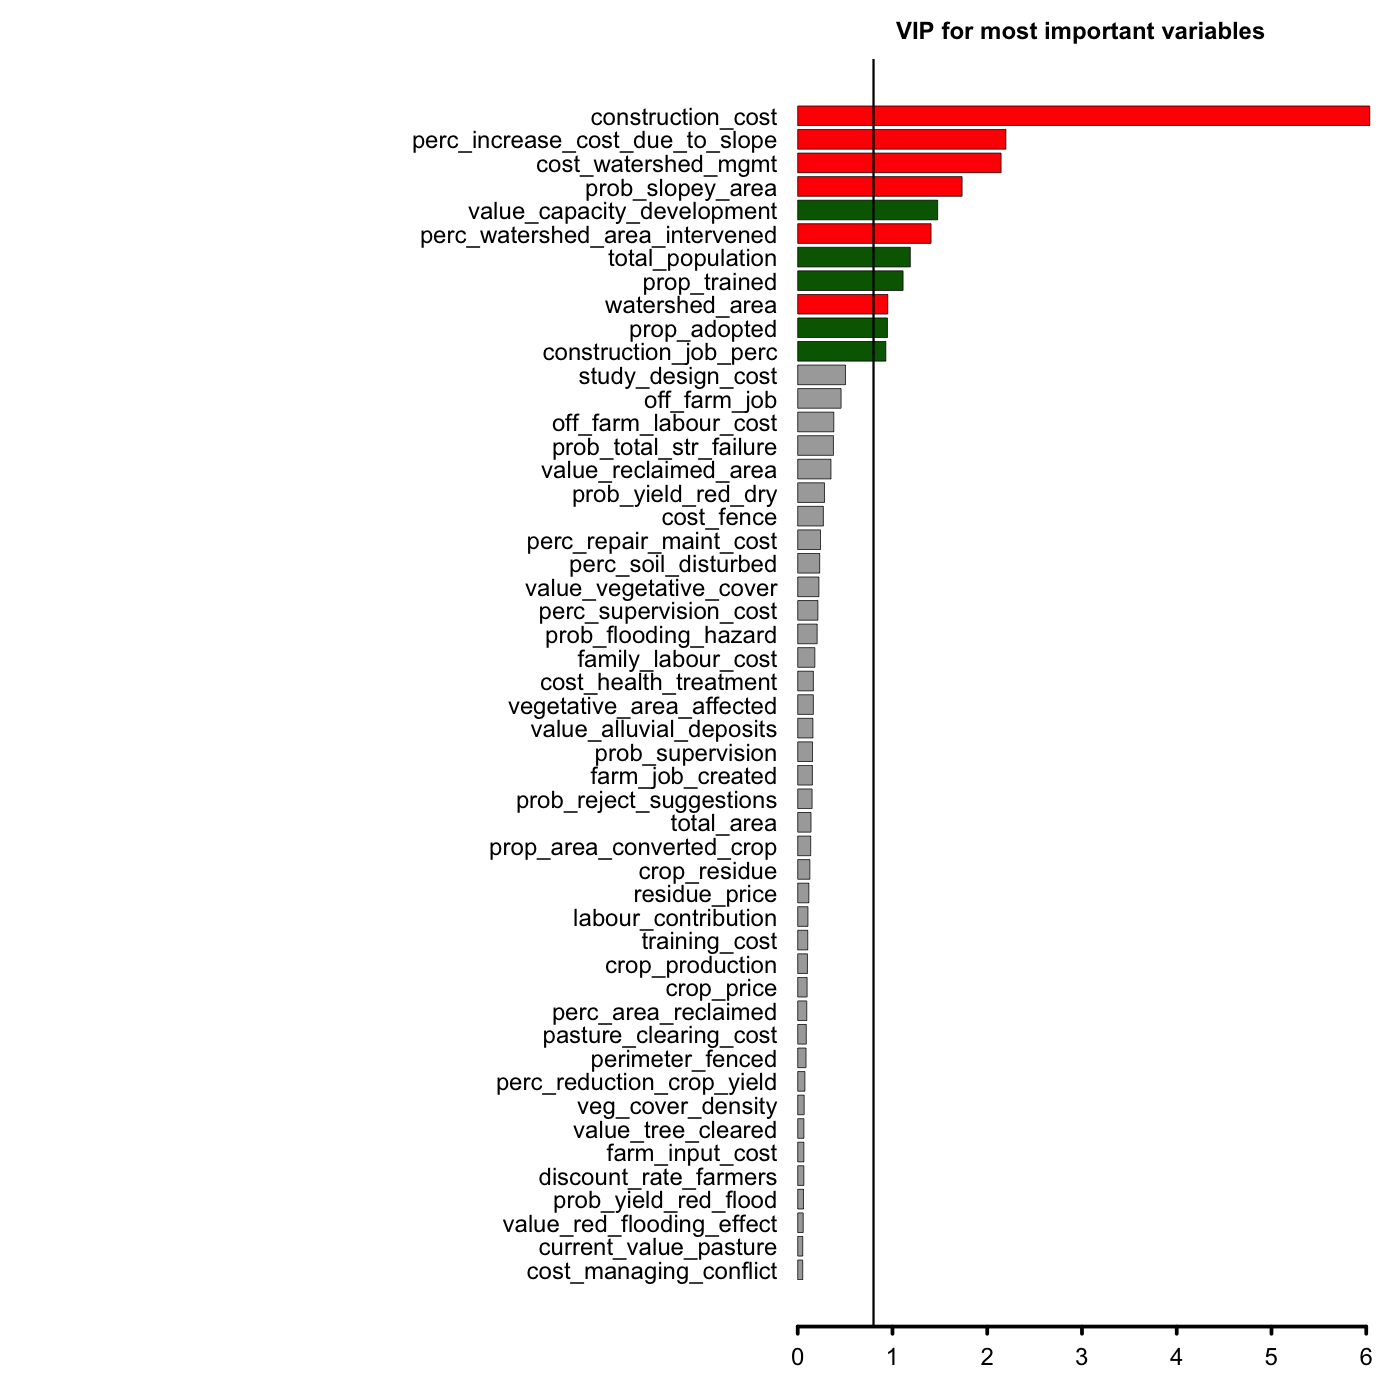 VIP for most important variables
construction_cost
perc_increase_cost_due_to_slope
cost_watershed_mgmt
prob_slopey_area
value_capacity_development
perc_watershed_area_intervened
total_population
prop_trained
watershed_area
prop_adopted
construction_job_perc
study_design_cost
off_farm_job
off_farm_labour_cost
prob_total_str_failure
value_reclaimed_area
prob_yield_red_dry
cost_fence
perc_repair_maint_cost
perc_soil_disturbed
value_vegetative_cover
perc_supervision_cost
prob_flooding_hazard
family_labour_cost
cost_health_treatment
vegetative_area_affected
value_alluvial_deposits
prob_supervision
farm_job_created
prob_reject_suggestions
total_area
prop_area_converted_crop
crop_residue
residue_price
labour_contribution
training_cost
crop_production
crop_price
perc_area_reclaimed
pasture_clearing_cost
perimeter_fenced
perc_reduction_crop_yield
veg_cover_density
value_tree_cleared
farm_input_cost
discount_rate_farmers
prob_yield_red_flood
value_red_flooding_effect
current_value_pasture
cost_managing_conflict
0 1 2 3 4 5 6